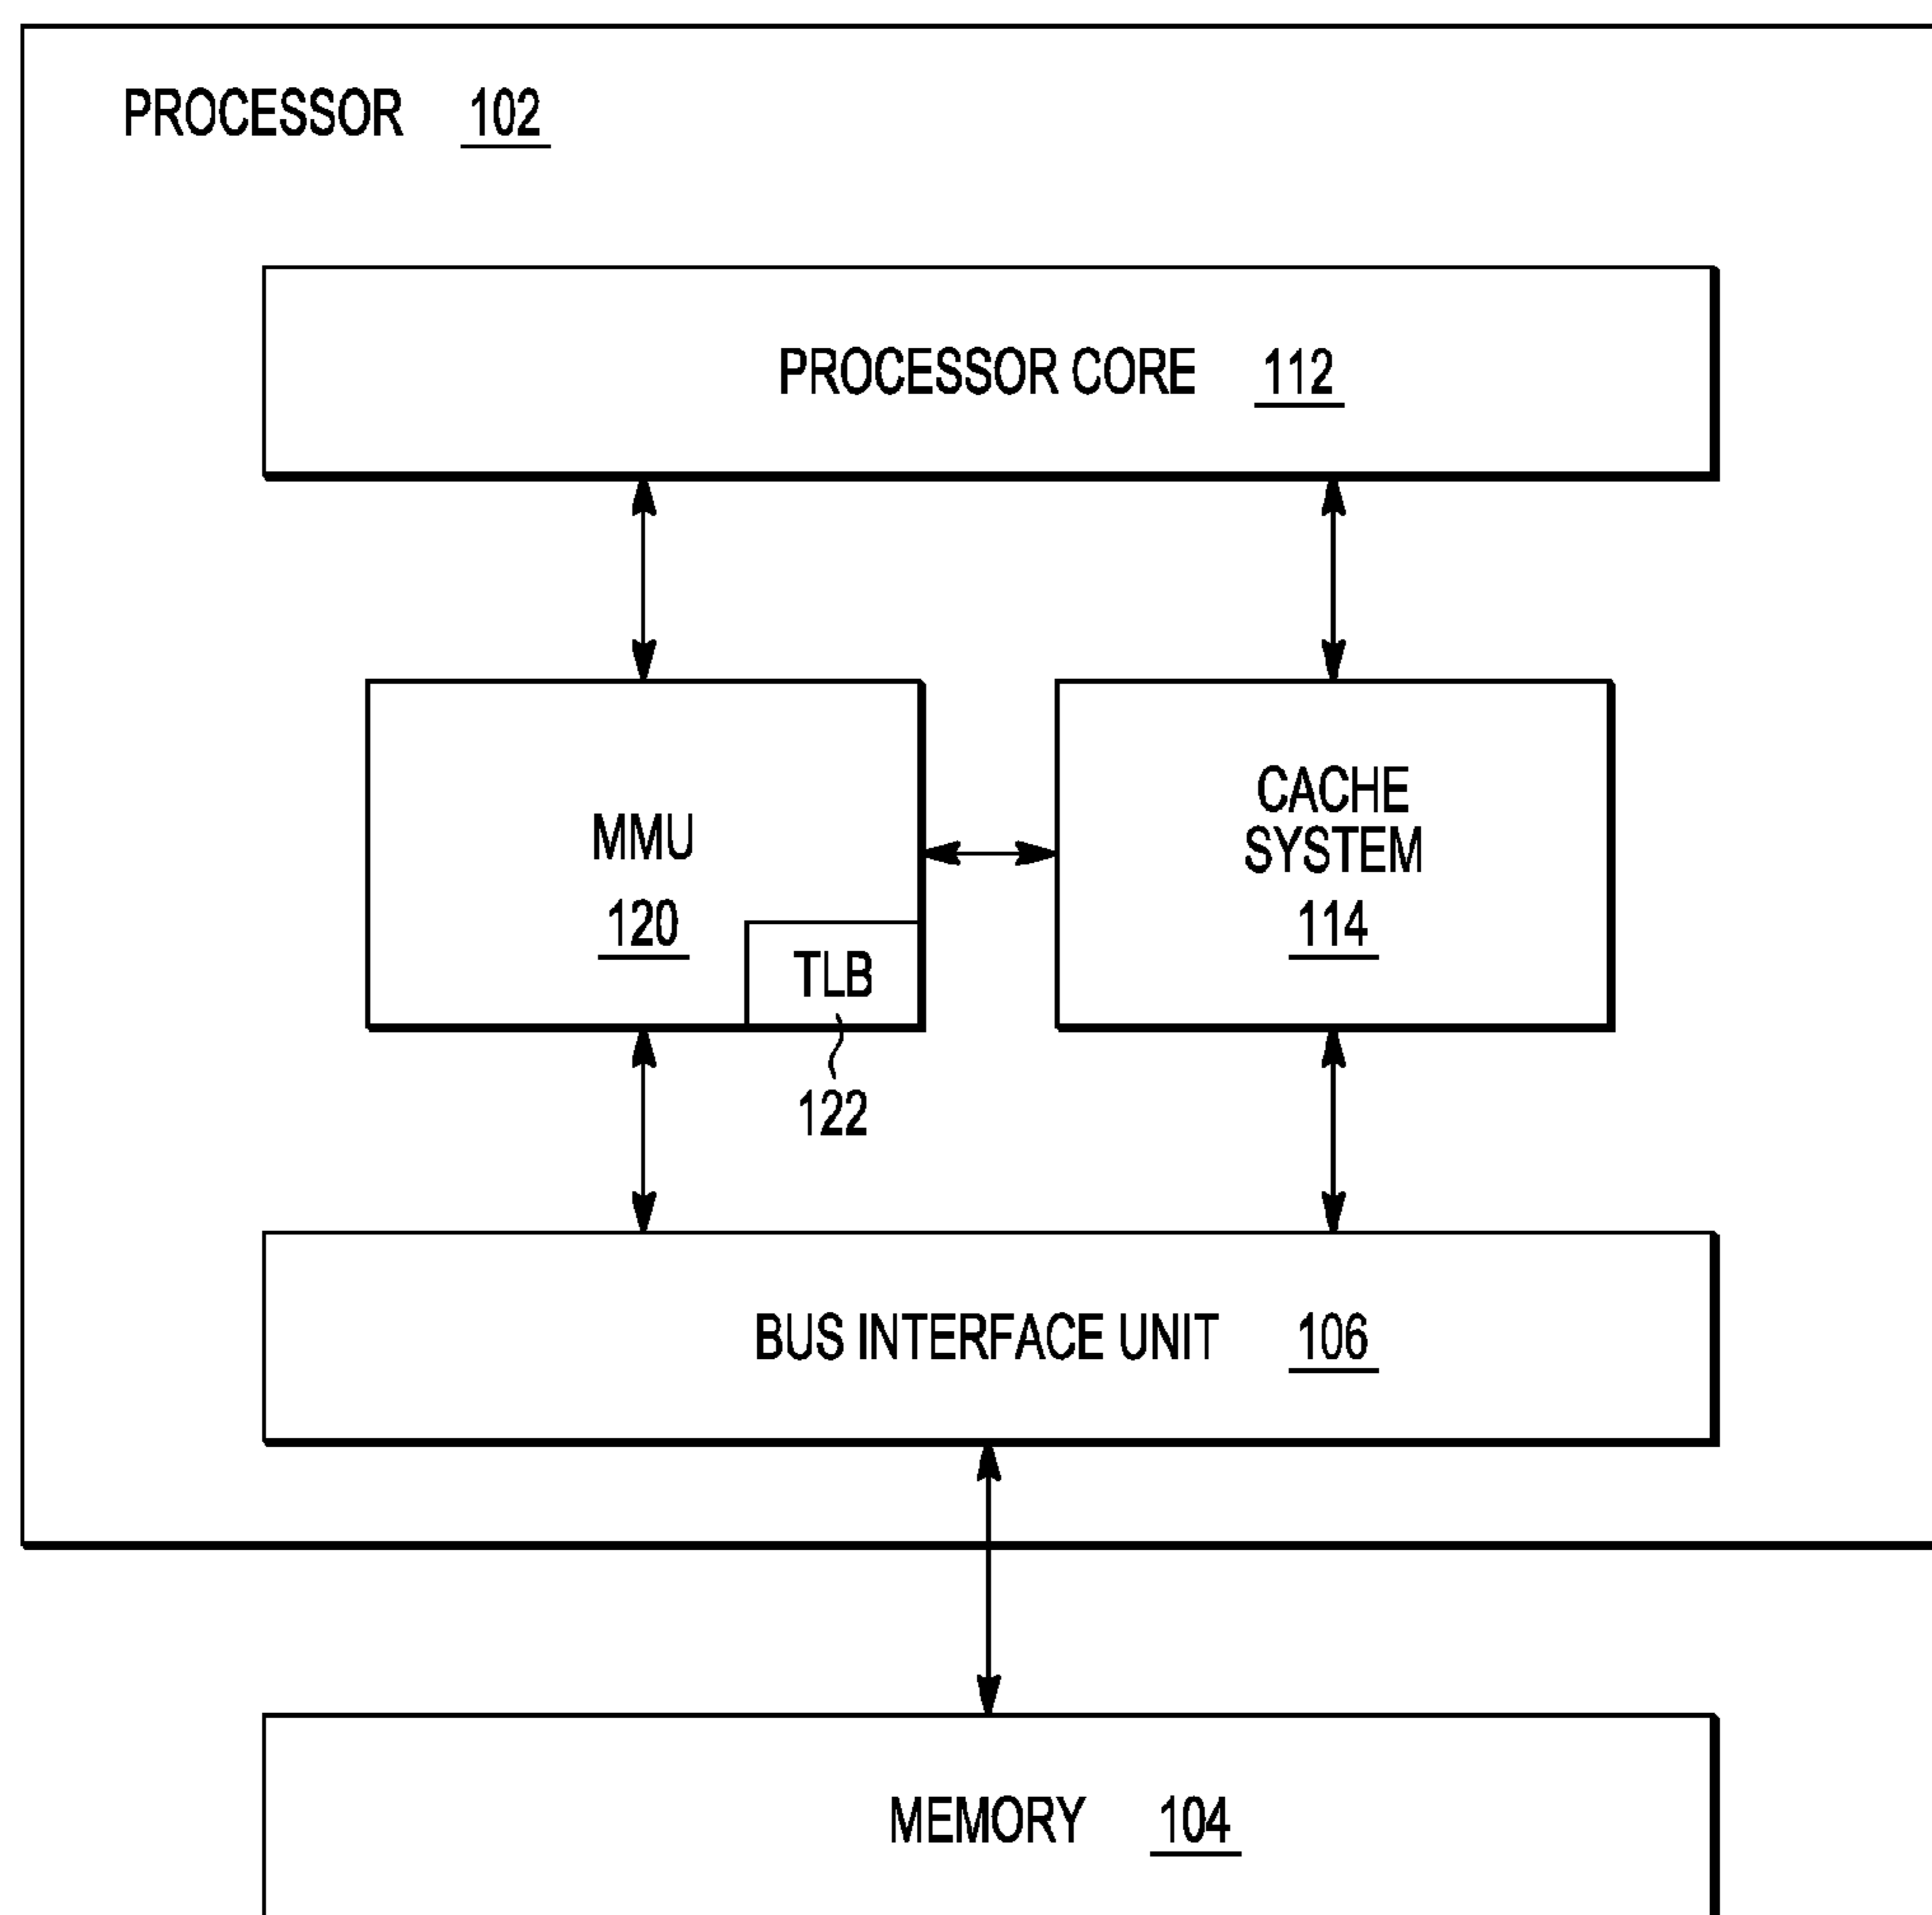 PROCESSOR 102
PROCESSOR CORE 112
MMU
120
TLB
122
CACHE
SYSTEM
114
BUS INTERFACE UNIT 106
MEMORY 104